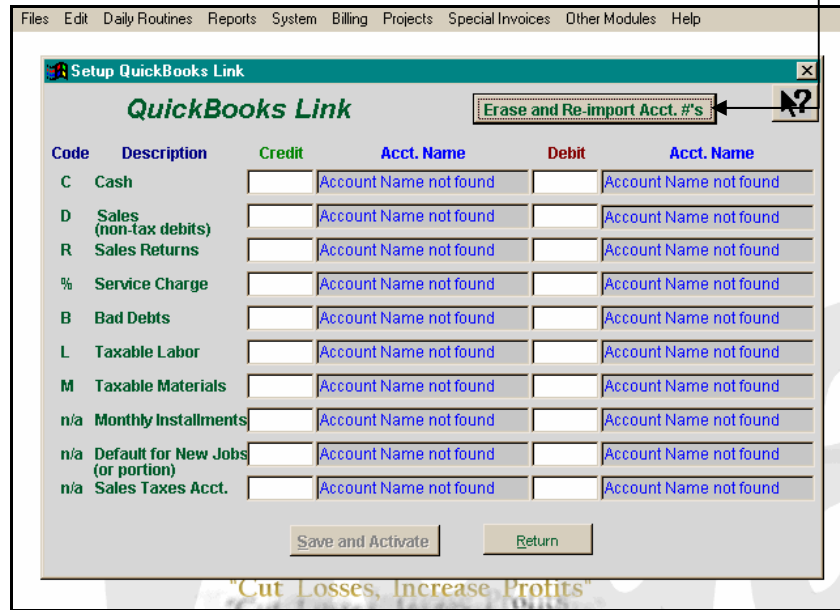 Files Edit Daily Routines Reports System Billing Projects Special Invoices Other Modules Help
Setup QuickBooks Link
QuickBooks Link
Erase and Re-import Acct. #'s
Code Description Credit Acct. Name Debit Acct. Name
C Cash Account Name not found Account Name not found
D Sales Account Name not found Account Name not found
(non-tax debits)
R Sales Returns Account Name not found Account Name not found
% Service Charge Account Name not found Account Name not found
B Bad Debts Account Name not found Account Name not found
L Taxable Labor Account Name not found Account Name not found
M Taxable Materials Account Name not found Account Name not found
n/a Monthly Installments Account Name not found Account Name not found
n/a Default for New Jobs Account Name not found Account Name not found
(or portion)
n/a Sales Taxes Acct. Account Name not found Account Name not found
Save and Activate Return
"Cut Losses, Increase Profits"